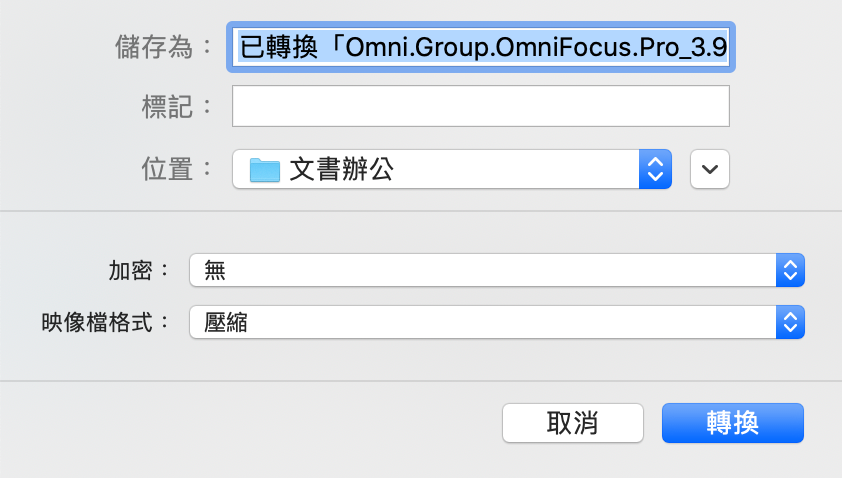 儲存為：已轉換「Omni.Group.OmniFocus.Pro_3.9
標記：
位置：文書辦公
加密：無
映像檔格式：壓縮
取消 轉換